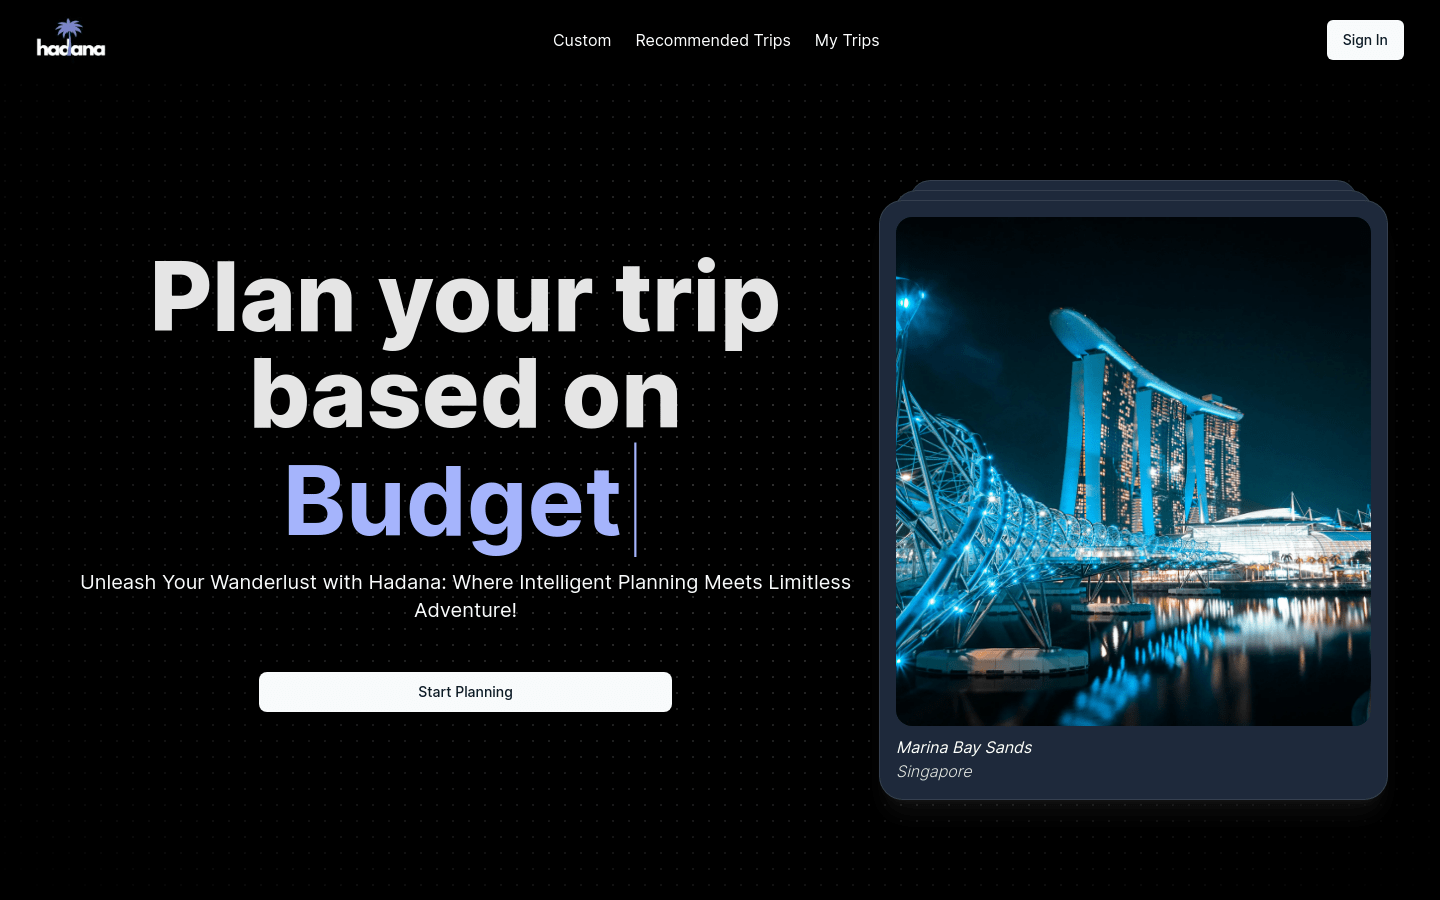 hadana
Custom
Recommended Trips
My Trips
Sign In
Plan your trip
based on
Budget
Unleash Your Wanderlust with Hadana: Where Intelligent Planning Meets Limitless
Adventure!
Start Planning
Marina Bay Sands
Singapore